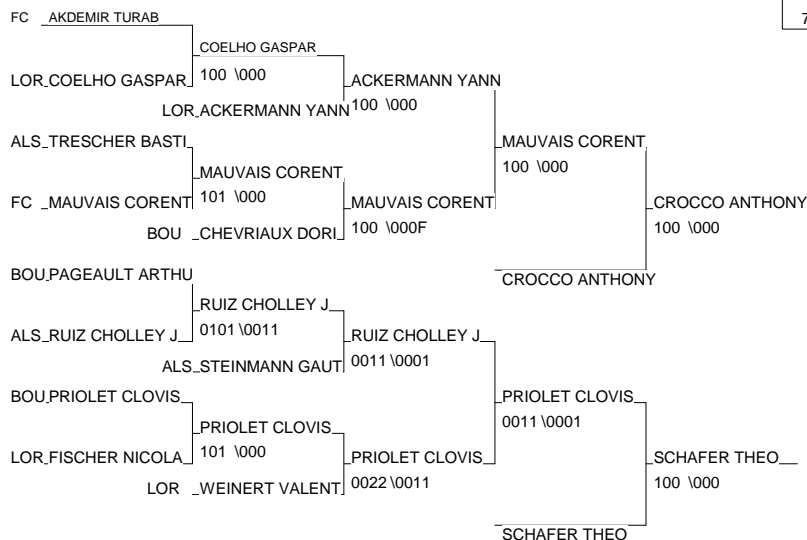 FC AKDEMIR TURAB
7
COELHO GASPAR
LOR COELHO GASPAR 100 \000 ACKERMANN YANN
LOR ACKERMANN YANN 100 \000
ALS TRESCHER BASTI MAUVAIS CORENT
MAUVAIS CORENT 100 \000
FC MAUVAIS CORENT 101 \000 MAUVAIS CORENT CROCCO ANTHONY
BOU CHEVRIAUX DORI 100 \000F 100 \000
BOU PAGEAULT ARTHU CROCCO ANTHONY
RUIZ CHOLLEY J
ALS RUIZ CHOLLEY J 0101 \0011 RUIZ CHOLLEY J
ALS STEINMANN GAUT 0011 \0001
BOU PRIOLET CLOVIS PRIOLET CLOVIS
PRIOLET CLOVIS 0011 \0001
LOR FISCHER NICOLA 101 \000 PRIOLET CLOVIS SCHAFER THEO
LOR WEINERT VALENT 0022 \0011 100 \000
SCHAFER THEO